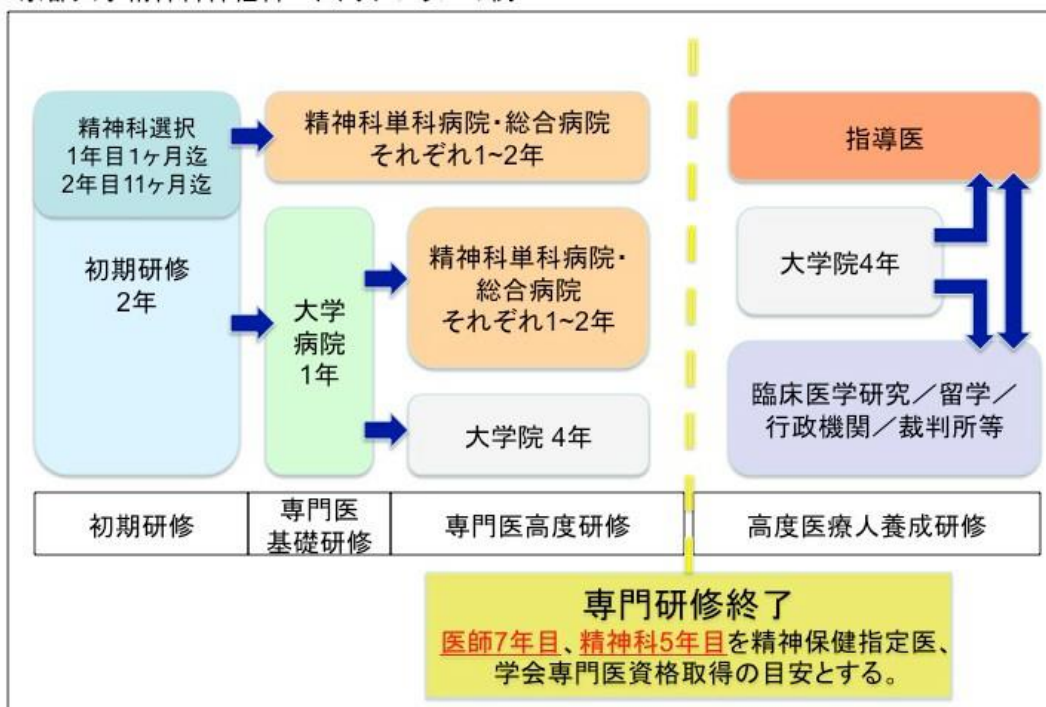 精神科選択
1年目1ヶ月迄
2年目11ヶ月迄
精神科単科病院・総合病院
それぞれ1~2年
指導医
初期研修
2年
大学
病院
1年
精神科単科病院・
総合病院
それぞれ1~2年
大学院 4年
大学院4年
臨床医学研究／留学／
行政機関／裁判所等
初期研修
専門医
基礎研修
専門医高度研修
高度医療人養成研修
専門研修終了
医師7年目、精神科5年目を精神保健指定医、
学会専門医資格取得の目安とする。